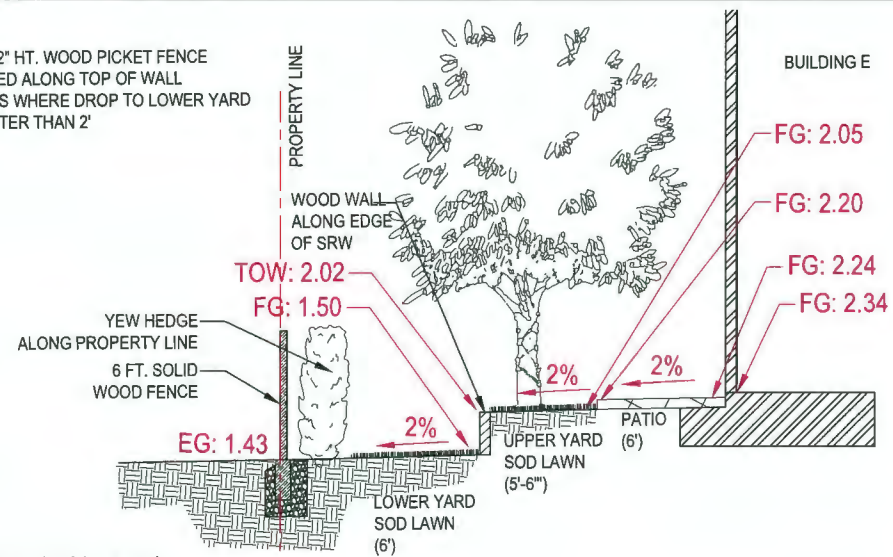 2" HT. WOOD PICKET FENCE
ED ALONG TOP OF WALL
S WHERE DROP TO LOWER YARD
TER THAN 2'
PROPERTY LINE
BUILDING E
FG: 2.05
FG: 2.20
FG: 2.24
FG: 2.34
WOOD WALL
ALONG EDGE
OF SRW
TOW: 2.02
FG: 1.50
YEW HEDGE
ALONG PROPERTY LINE
6 FT. SOLID
WOOD FENCE
EG: 1.43
2%
2%
2%
PATIO
(6')
UPPER YARD
SOD LAWN
(5'-6"")
LOWER YARD
SOD LAWN
(6')